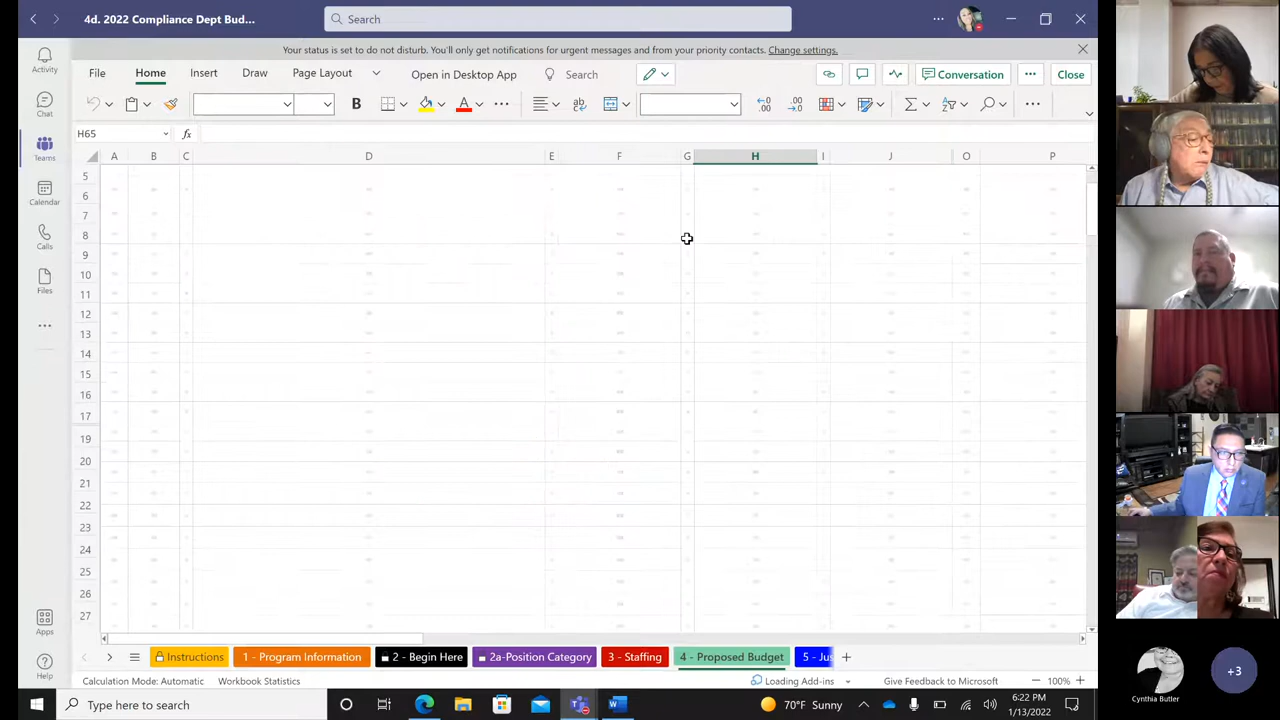 4d. 2022 Compliance Dept Bud...
Search
Your status is set to do not disturb. You'll only get notifications for urgent messages and from your priority contacts. Change settings.
File Home Insert Draw Page Layout Open in Desktop App Search Conversation Close
H65 fx
A B C D E F G H I J O P
5
6
7
8
9
10
11
12
13
14
15
16
17
19
20
21
22
23
24
25
26
27
Activity
Chat
Teams
Calendar
Calls
Files
Apps
Help
Instructions 1 - Program Information 2 - Begin Here 2a-Position Category 3 - Staffing 4 - Proposed Budget 5 - Jus
Calculation Mode: Automatic Workbook Statistics Loading Add-ins Give Feedback to Microsoft 100%
Type here to search 70°F Sunny 6:22 PM
1/13/2022
Cynthia Butler
+3